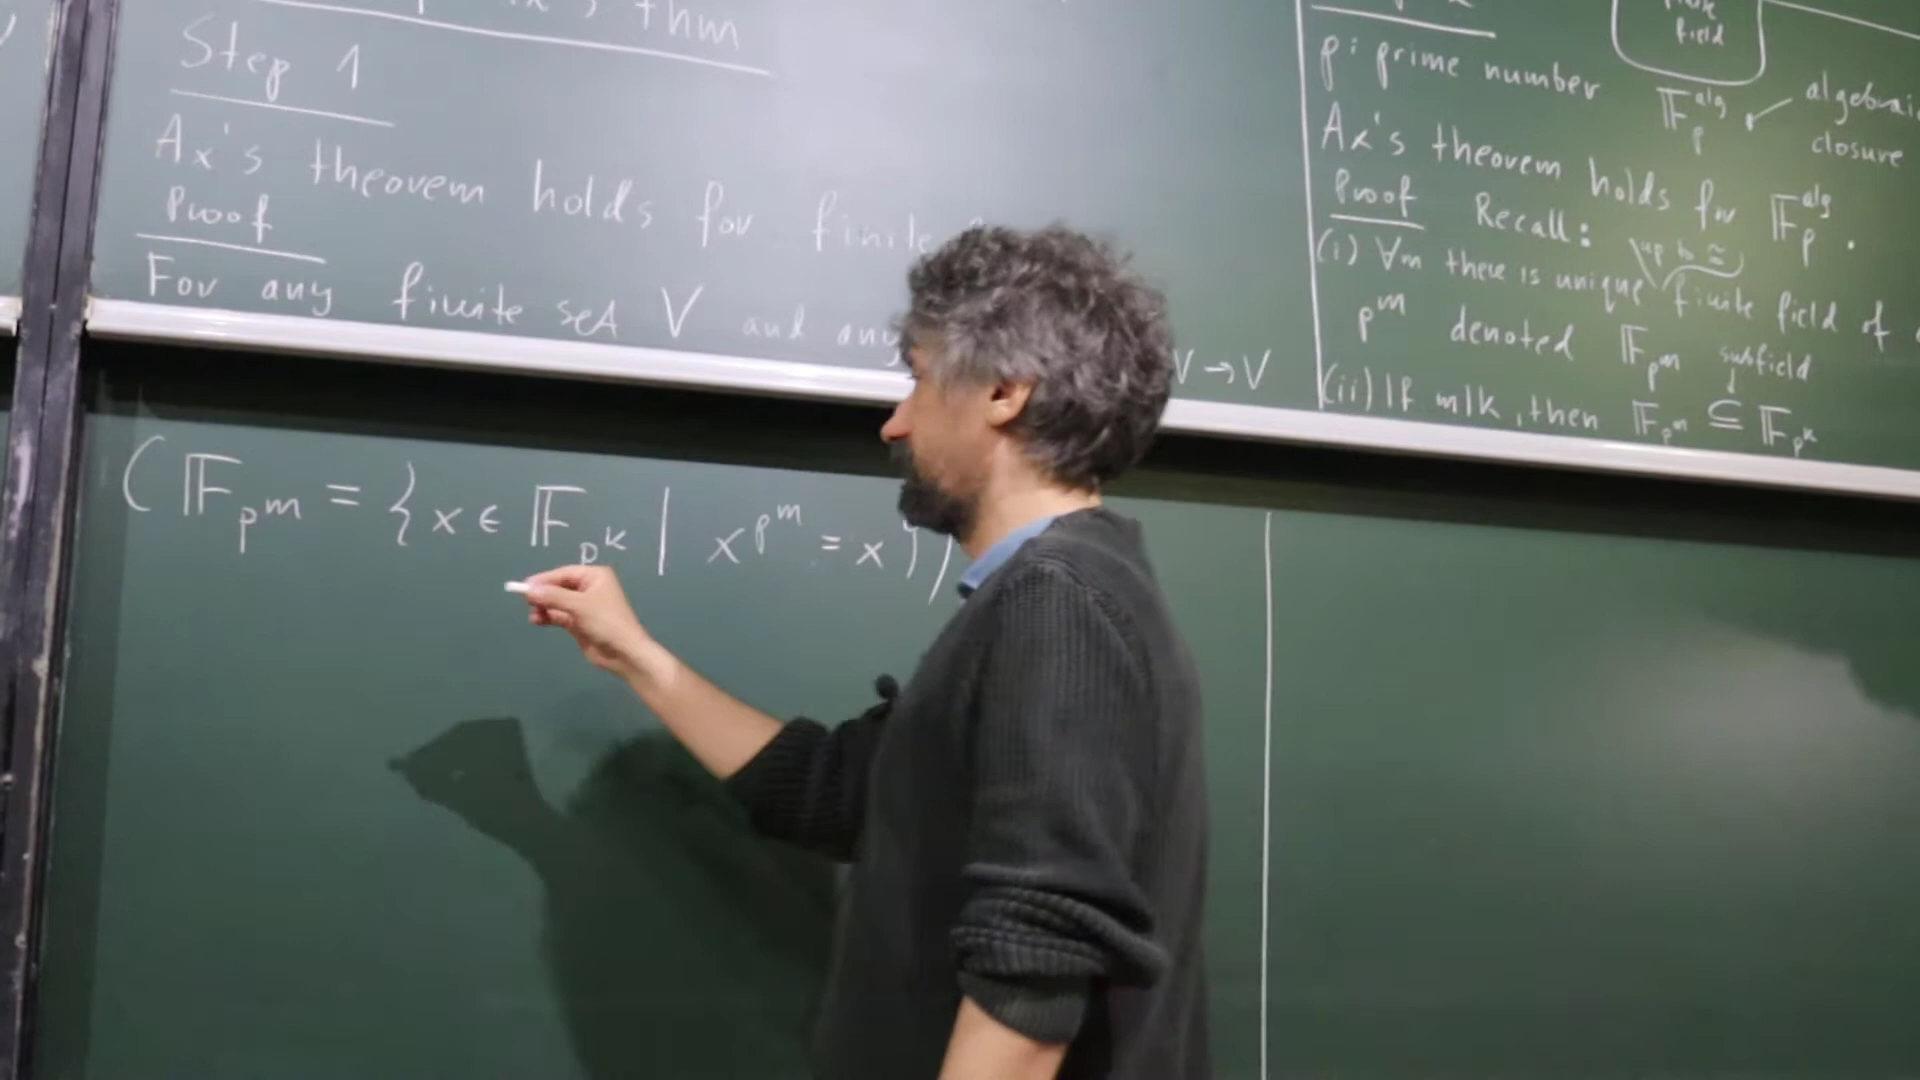 thm
Step 1
Ax's theorem holds for finite
Proof
For any finite set V and any V → V
(𝔽_{p^m} = {x ∈ 𝔽_{p^k} | x^{p^m} = x})
field
p : prime number 𝔽_p^{alg} algebraic
closure
Ax's theorem holds for 𝔽_p^{alg}.
Proof Recall: up to ≅
(i) ∀m there is unique finite field of
p^m denoted 𝔽_{p^m} subfield
(ii) If m|k, then 𝔽_{p^m} ⊆ 𝔽_{p^k}